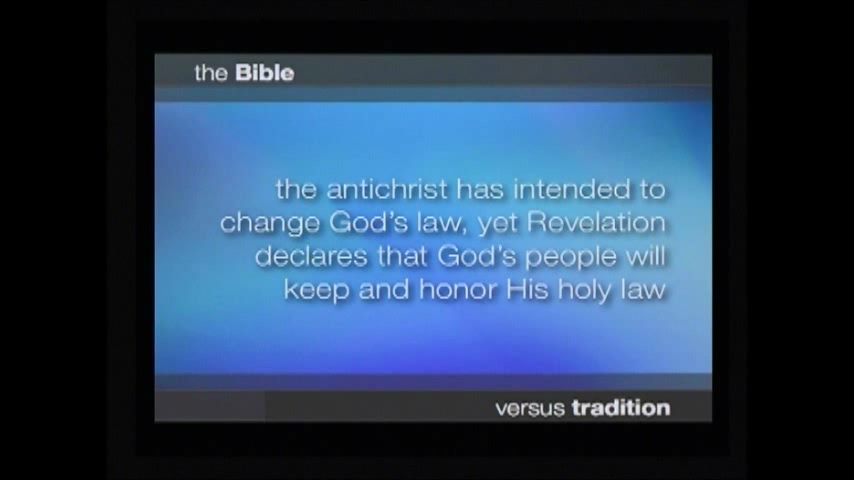 the Bible
the antichrist has intended to
change God's law, yet Revelation
declares that God's people will
keep and honor His holy law
versus tradition